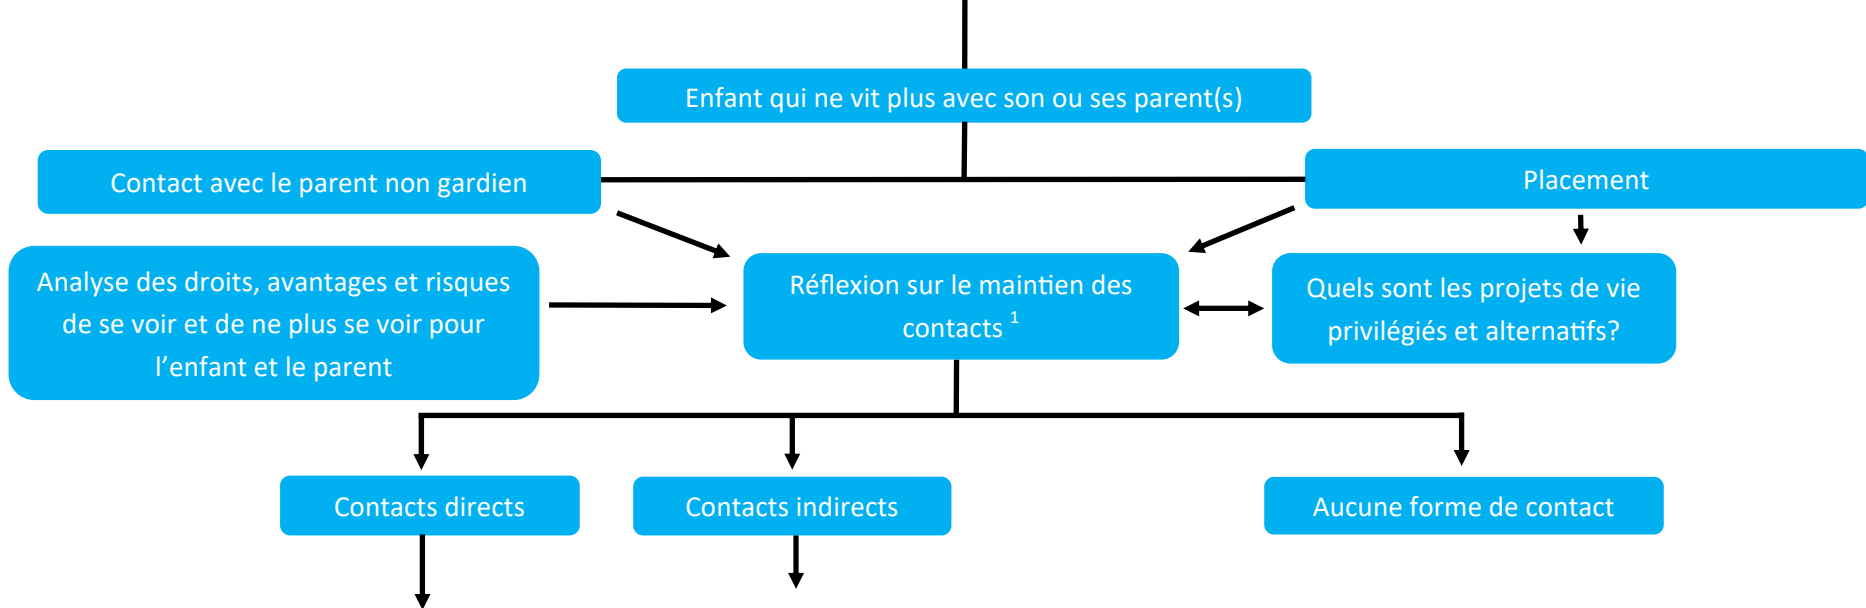 Enfant qui ne vit plus avec son ou ses parent(s)
Contact avec le parent non gardien
Placement
Analyse des droits, avantages et risques
de se voir et de ne plus se voir pour
l’enfant et le parent
Réflexion sur le maintien des
contacts 1
Quels sont les projets de vie
privilégiés et alternatifs?
Contacts directs
Contacts indirects
Aucune forme de contact